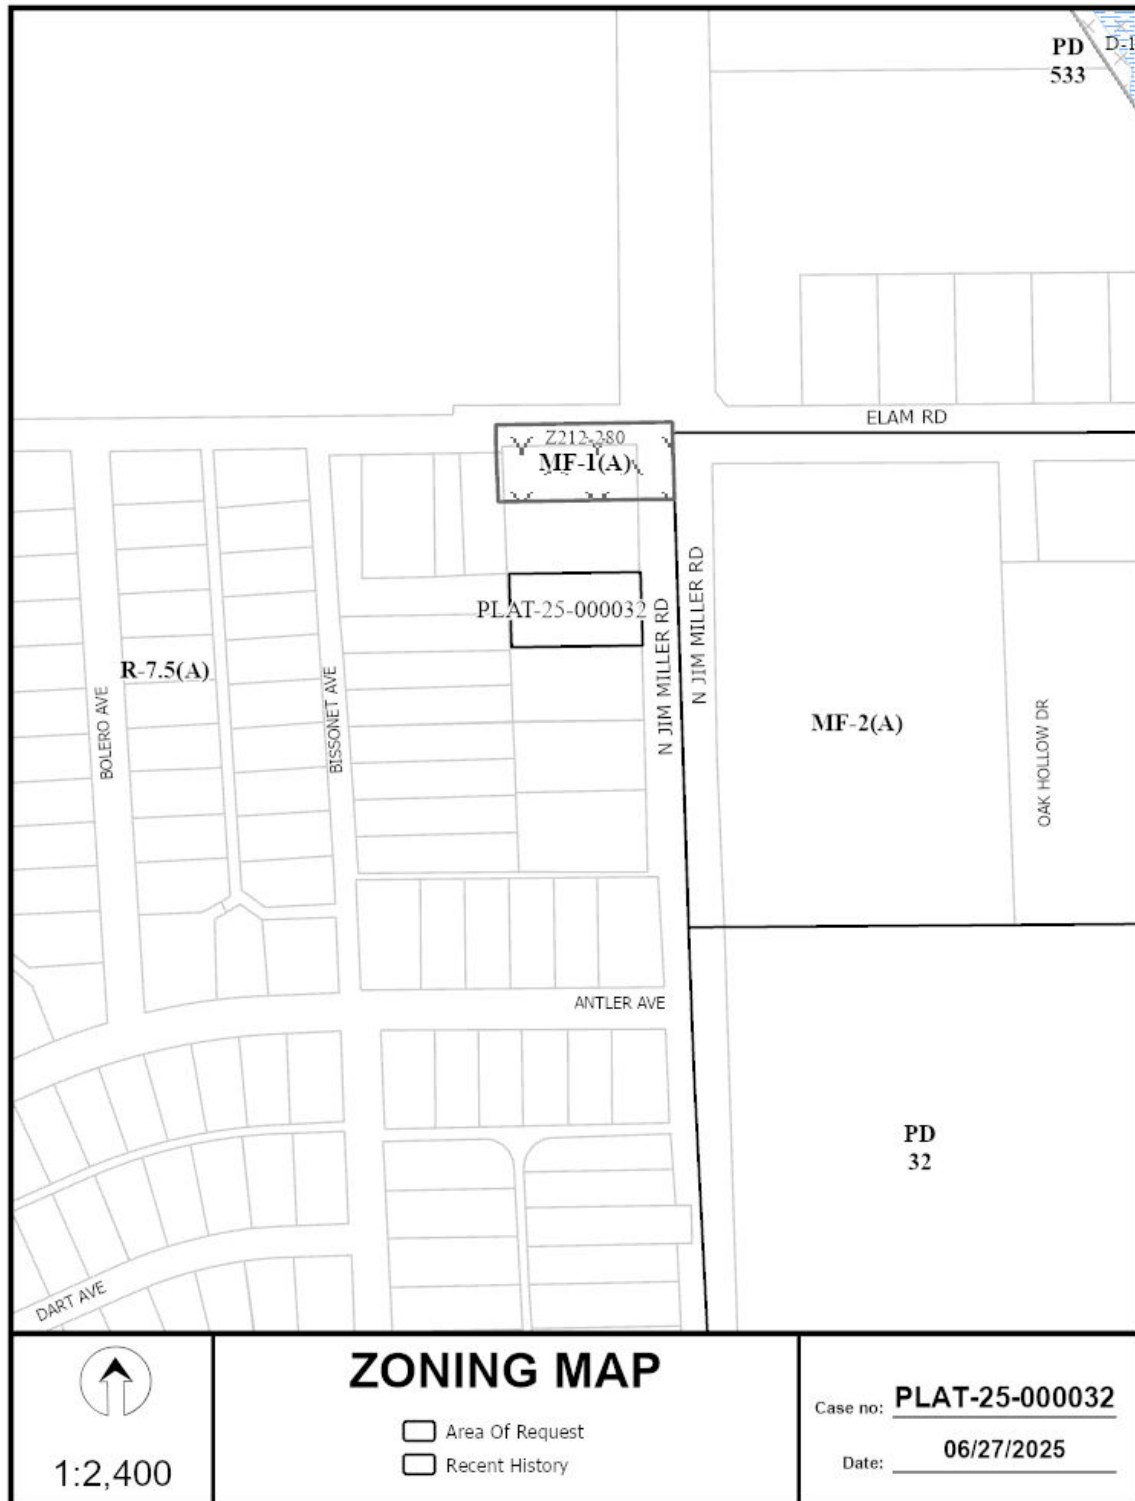 PD
533
D-1
ELAM RD
Z212-280
MF-1(A)
PLAT-25-000032
R-7.5(A)
BOLERO AVE
BISSONET AVE
N JIM MILLER RD
N JIM MILLER RD
MF-2(A)
OAK HOLLOW DR
ANTLER AVE
PD
32
DART AVE
1:2,400
ZONING MAP
Area Of Request
Recent History
Case no: PLAT-25-000032
Date: 06/27/2025